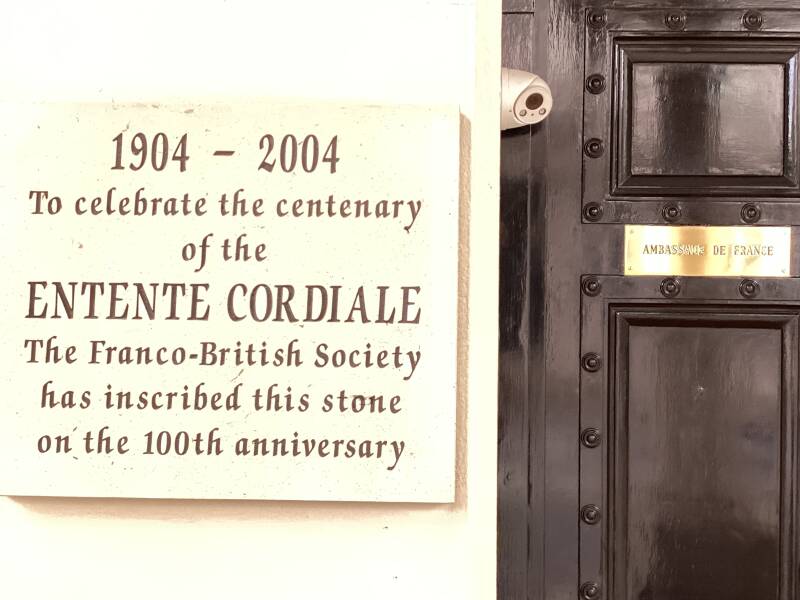 1904 – 2004
To celebrate the centenary
of the
ENTENTE CORDIALE
The Franco-British Society
has inscribed this stone
on the 100th anniversary
AMBASSADE DE FRANCE